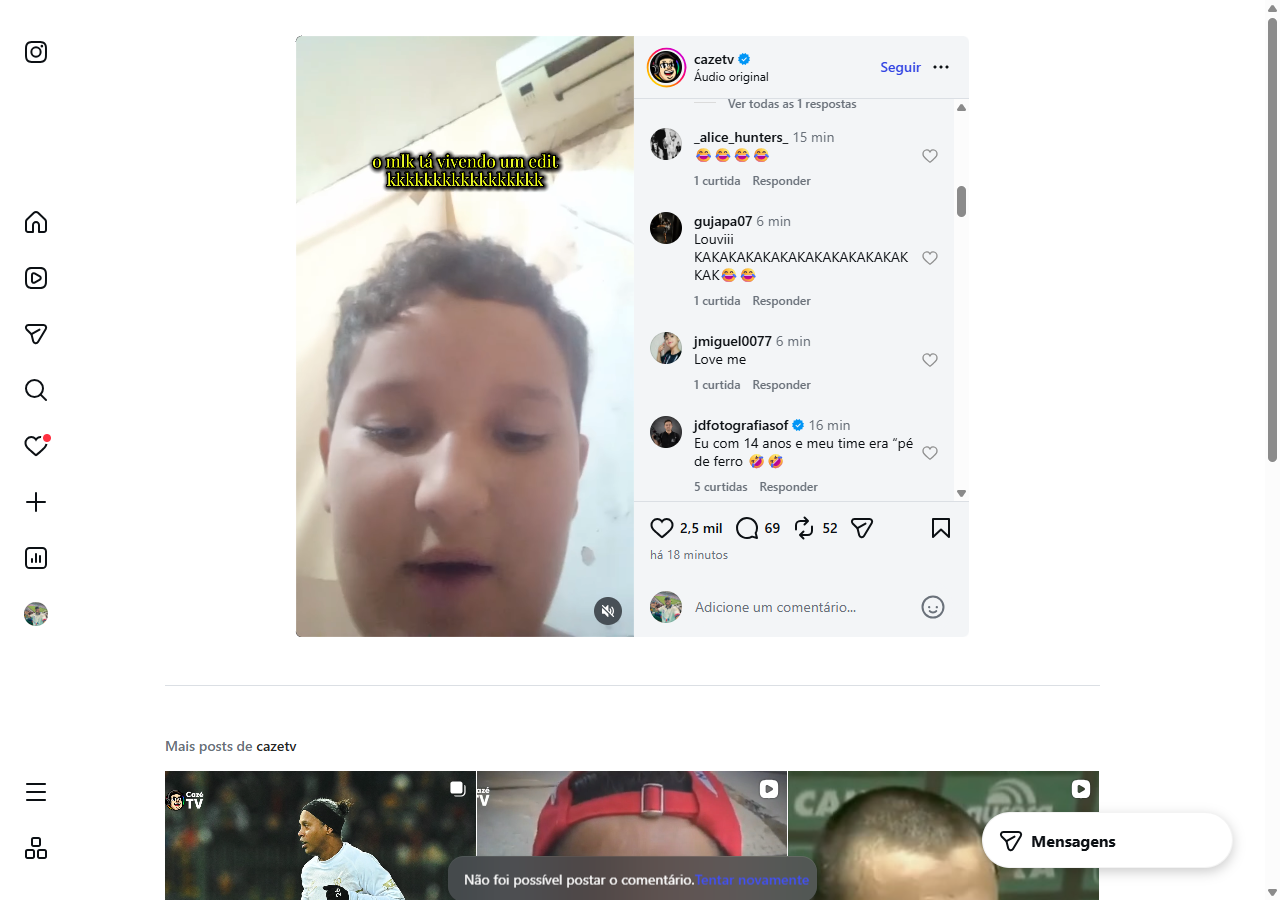 o mlk tá vivendo um edit
kkkkkkkkkkkkkkkkk
cazetv
Áudio original
Seguir
Ver todas as 1 respostas
_alice_hunters_ 15 min
😂😂😂😂
1 curtida Responder
gujapa07 6 min
Louviii
KAKAKAKAKAKAKAKAKAKAKAK
KAK😂😂
1 curtida Responder
jmiguel0077 6 min
Love me
1 curtida Responder
jdfotografiasof 16 min
Eu com 14 anos e meu time era “pé
de ferro 🤣🤣
5 curtidas Responder
2,5 mil 69 52
há 18 minutos
Adicione um comentário...
Mais posts de cazetv
Cazé
TV
Mensagens
Não foi possível postar o comentário. Tentar novamente